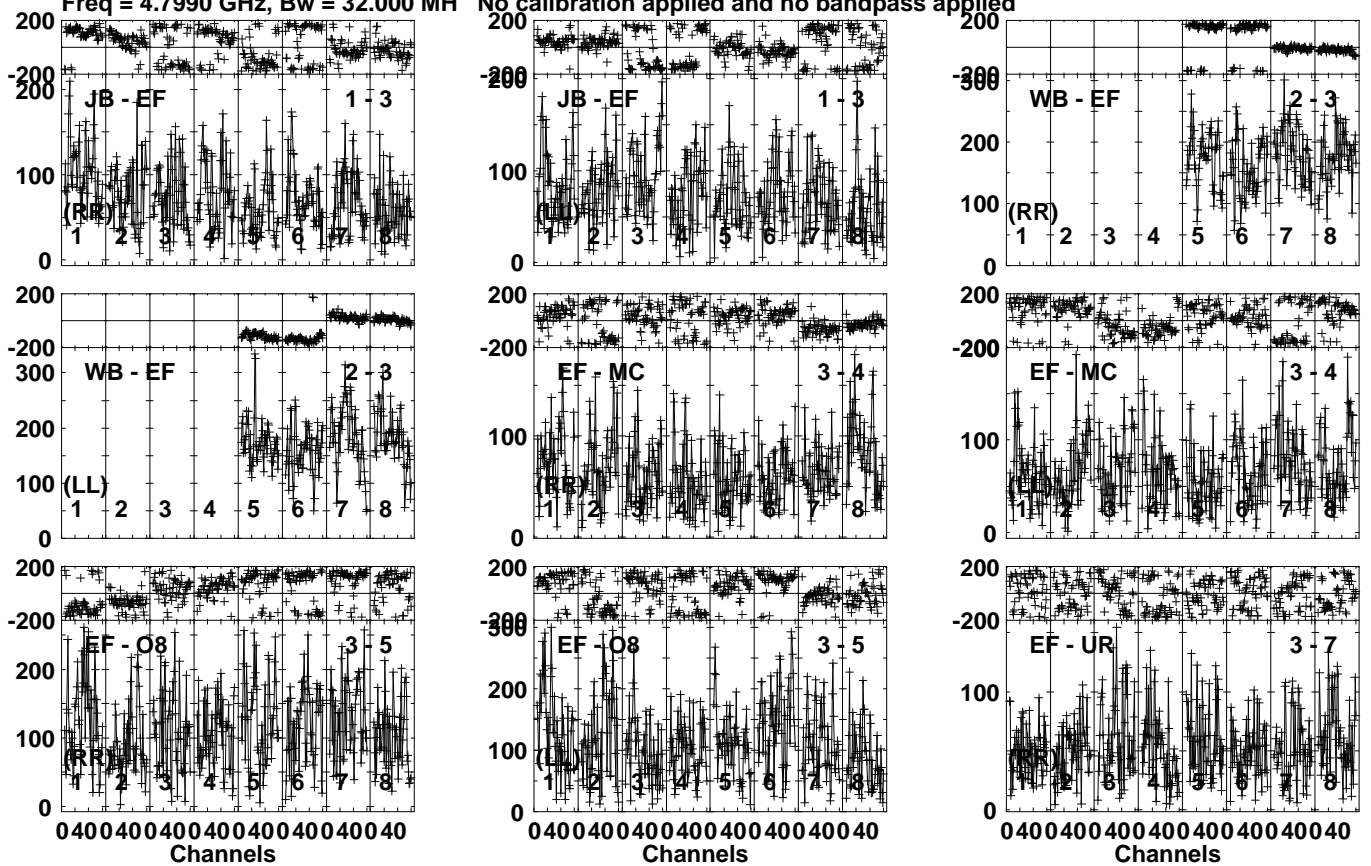 Freq = 4.7990 GHz, Bw = 32.000 MH No calibration applied and no bandpass applied
200
-200
200
100
0
JB - EF 1 - 3
(RR)
1 2 3 4 5 6 7 8
200
-200
200
100
0
JB - EF 1 - 3
(LL)
1 2 3 4 5 6 7 8
200
-200
300
200
100
0
WB - EF 2 - 3
(RR)
1 2 3 4 5 6 7 8
200
-200
300
200
100
0
WB - EF 2 - 3
(LL)
1 2 3 4 5 6 7 8
200
-200
100
0
EF - MC 3 - 4
(RR)
1 2 3 4 5 6 7 8
200
-200
100
0
EF - MC 3 - 4
(LL)
1 2 3 4 5 6 7 8
200
-200
200
100
0
EF - O8 3 - 5
(RR)
1 2 3 4 5 6 7 8
0 40 0 40 0 40 0 40 0 40 0 40 0 40 0 40
Channels
200
-200
300
200
100
0
EF - O8 3 - 5
(LL)
1 2 3 4 5 6 7 8
0 40 0 40 0 40 0 40 0 40 0 40 0 40 0 40
Channels
200
-200
100
0
EF - UR 3 - 7
(RR)
1 2 3 4 5 6 7 8
0 40 0 40 0 40 0 40 0 40 0 40 0 40 0 40
Channels